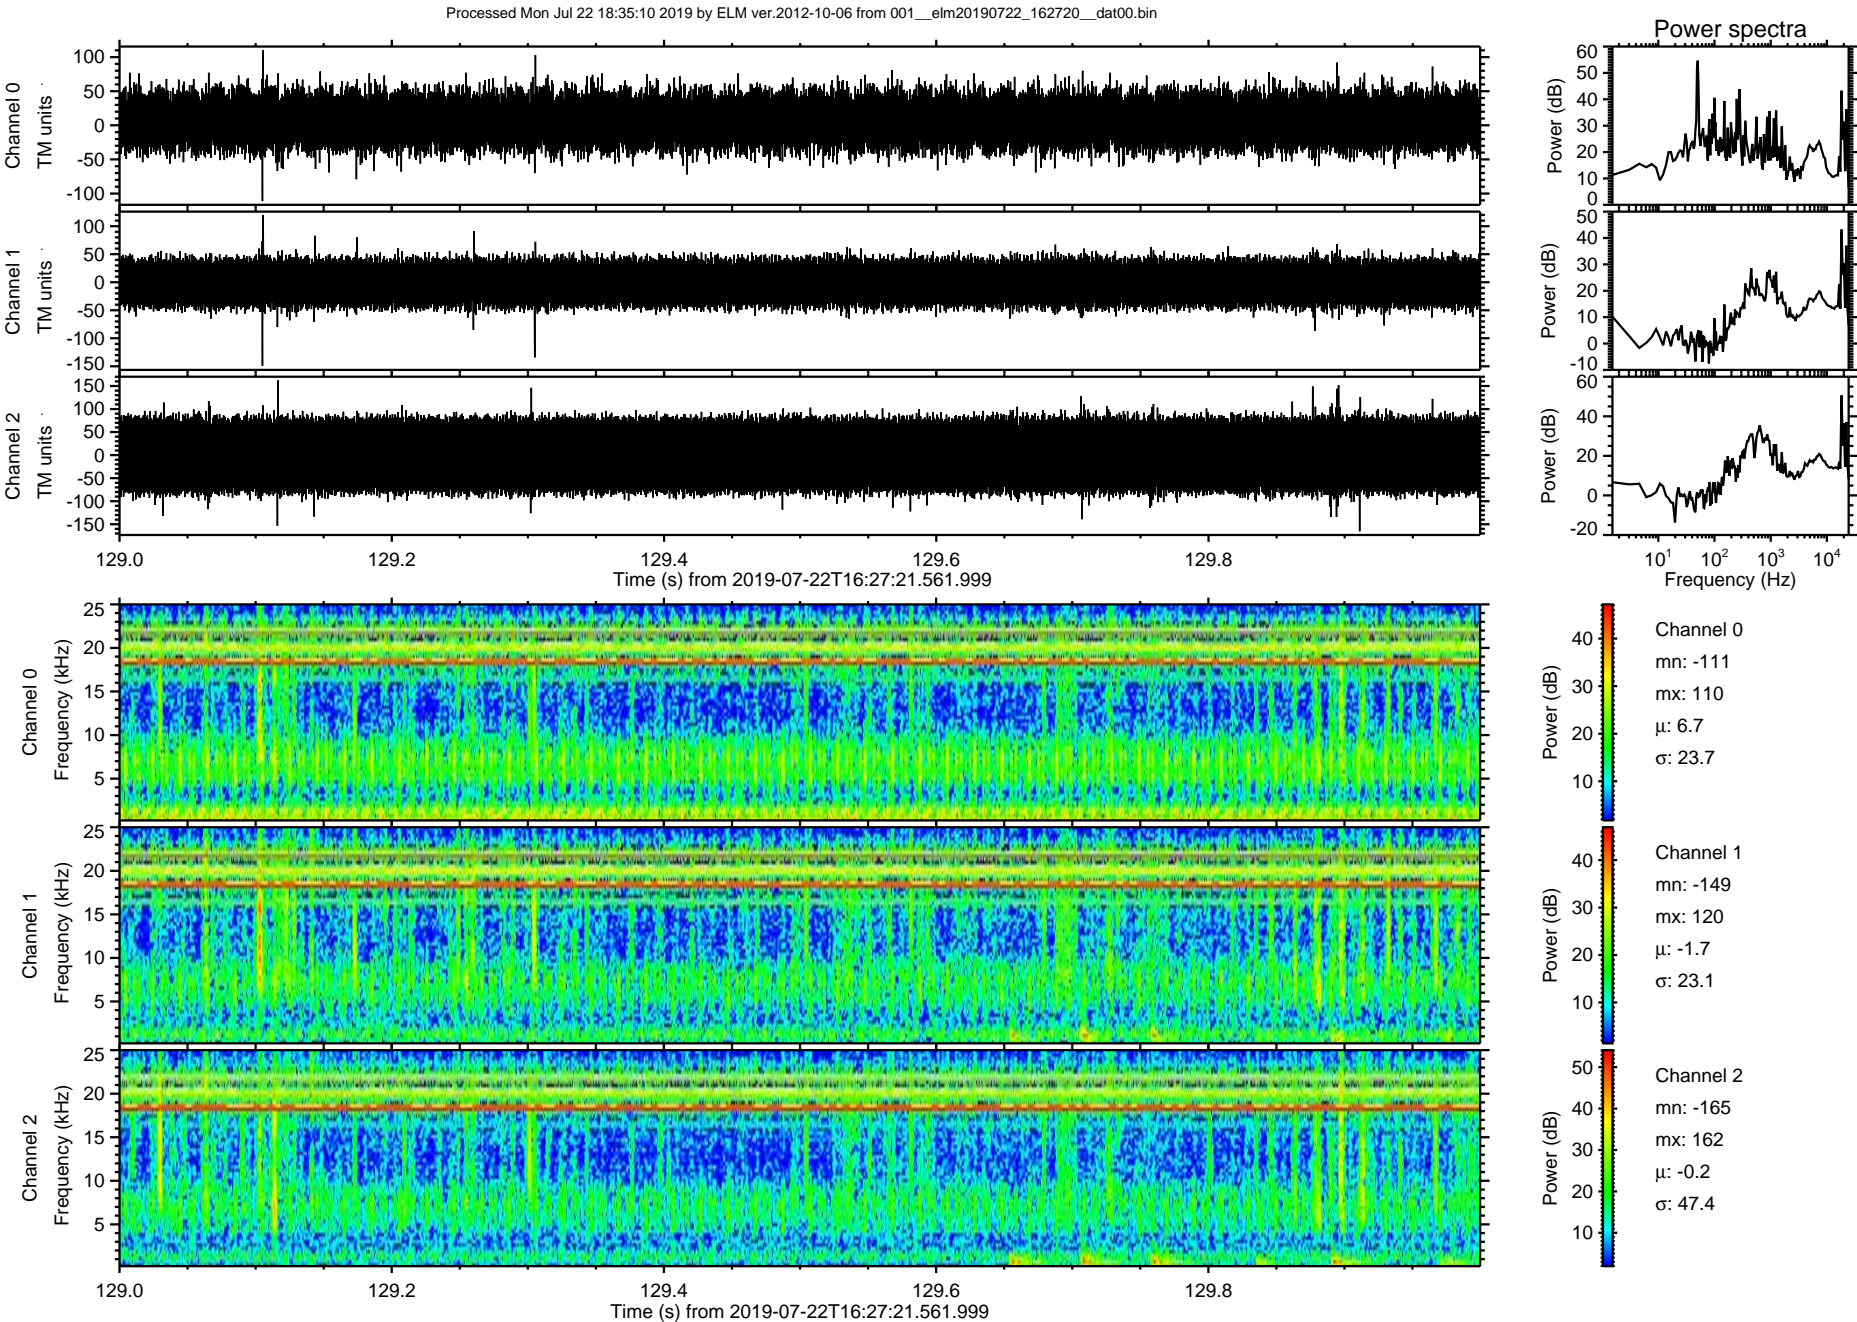 Processed Mon Jul 22 18:35:10 2019 by ELM ver.2012-10-06 from 001__elm20190722_162720__dat00.bin
Power spectra
Channel 0
TM units
100
50
0
-50
-100
Power (dB)
60
50
40
30
20
10
0
Channel 1
TM units
100
50
0
-50
-100
-150
Power (dB)
50
40
30
20
10
0
-10
Channel 2
TM units
150
100
50
0
-50
-100
-150
Power (dB)
60
40
20
0
-20
129.0 129.2 129.4 129.6 129.8
Time (s) from 2019-07-22T16:27:21.561.999
10¹ 10² 10³ 10⁴
Frequency (Hz)
Channel 0
Frequency (kHz)
25
20
15
10
5
Power (dB)
40
30
20
10
Channel 0
mn: -111
mx: 110
µ: 6.7
σ: 23.7
Channel 1
Frequency (kHz)
25
20
15
10
5
Power (dB)
40
30
20
10
Channel 1
mn: -149
mx: 120
µ: -1.7
σ: 23.1
Channel 2
Frequency (kHz)
25
20
15
10
5
Power (dB)
50
40
30
20
10
Channel 2
mn: -165
mx: 162
µ: -0.2
σ: 47.4
129.0 129.2 129.4 129.6 129.8
Time (s) from 2019-07-22T16:27:21.561.999